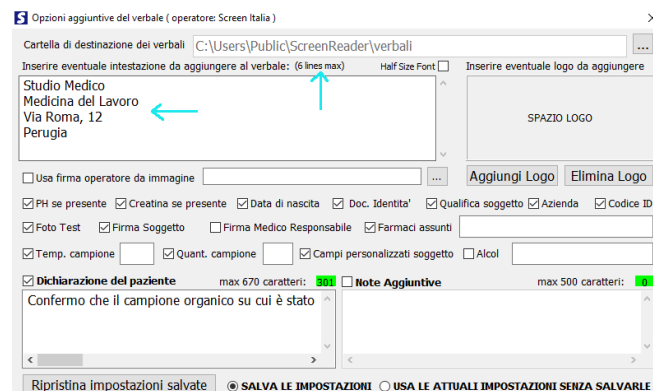 Opzioni aggiuntive del verbale ( operatore: Screen Italia )
Cartella di destinazione dei verbali C:\Users\Public\ScreenReader\verbali ...
Inserire eventuale intestazione da aggiungere al verbale: (6 lines max) Half Size Font Inserire eventuale logo da aggiungere
Studio Medico
Medicina del Lavoro
Via Roma, 12
Perugia
SPAZIO LOGO
Usa firma operatore da immagine ... Aggiungi Logo Elimina Logo
PH se presente Creatina se presente Data di nascita Doc. Identita' Qualifica soggetto Azienda Codice ID
Foto Test Firma Soggetto Firma Medico Responsabile Farmaci assunti
Temp. campione Quant. campione Campi personalizzati soggetto Alcol
Dichiarazione del paziente max 670 caratteri: 301 Note Aggiuntive max 500 caratteri: 0
Confermo che il campione organico su cui è stato
Ripristina impostazioni salvate SALVA LE IMPOSTAZIONI USA LE ATTUALI IMPOSTAZIONI SENZA SALVARLE